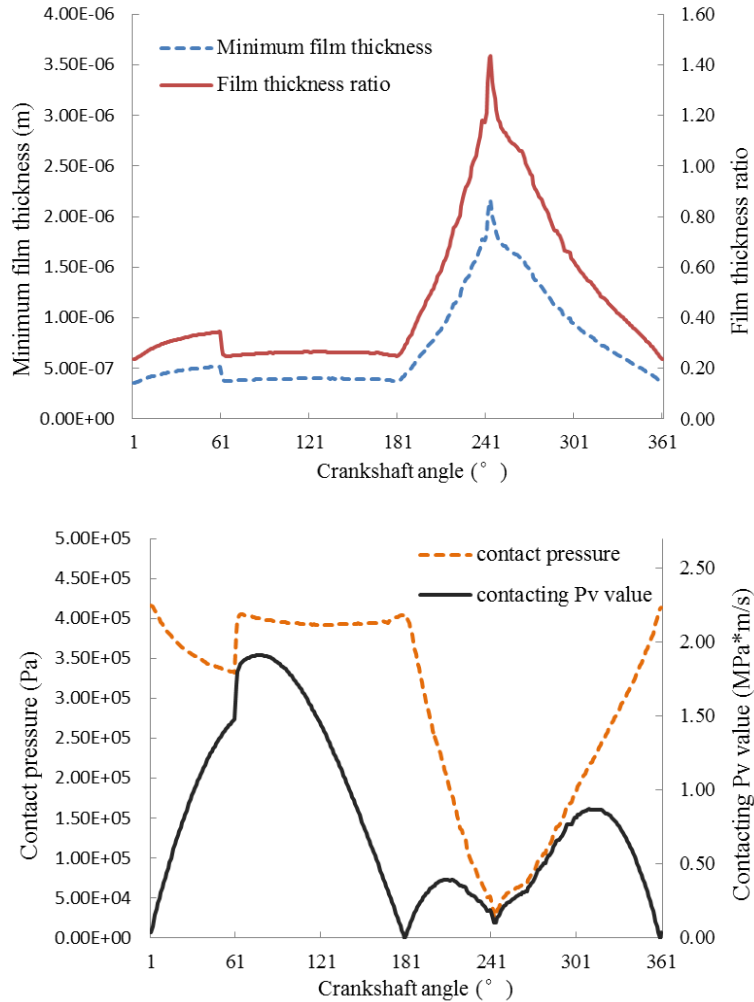 4.00E-06
3.50E-06
3.00E-06
2.50E-06
2.00E-06
1.50E-06
1.00E-06
5.00E-07
0.00E+00
Minimum film thickness (m)
Minimum film thickness
Film thickness ratio
1.60
1.40
1.20
1.00
0.80
0.60
0.40
0.20
0.00
Film thickness ratio
1 61 121 181 241 301 361
Crankshaft angle (°)
5.00E+05
4.50E+05
4.00E+05
3.50E+05
3.00E+05
2.50E+05
2.00E+05
1.50E+05
1.00E+05
5.00E+04
0.00E+00
Contact pressure (Pa)
contact pressure
contacting Pv value
2.50
2.00
1.50
1.00
0.50
0.00
Contacting Pv value (MPa*m/s)
1 61 121 181 241 301 361
Crankshaft angle (°)